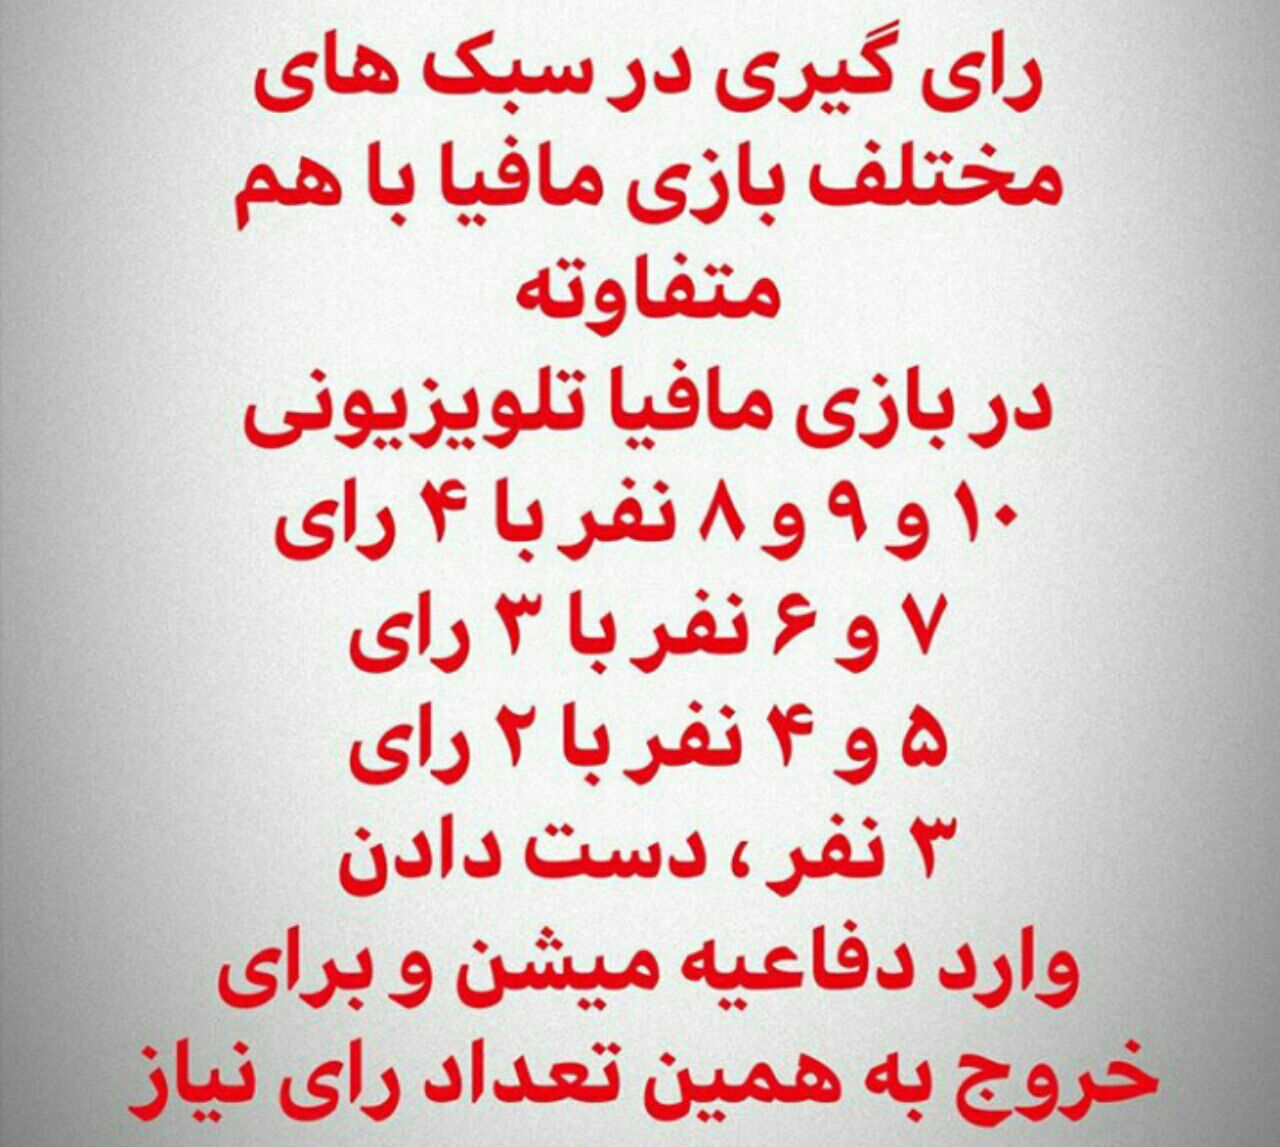 رای گیری در سبک های
مختلف بازی مافیا با هم
متفاوته
در بازی مافیا تلویزیونی
۱۰ و ۹ و ۸ نفر با ۴ رای
۷ و ۶ نفر با ۳ رای
۵ و ۴ نفر با ۲ رای
۳ نفر ، دست دادن
وارد دفاعیه میشن و برای
خروج به همین تعداد رای نیاز